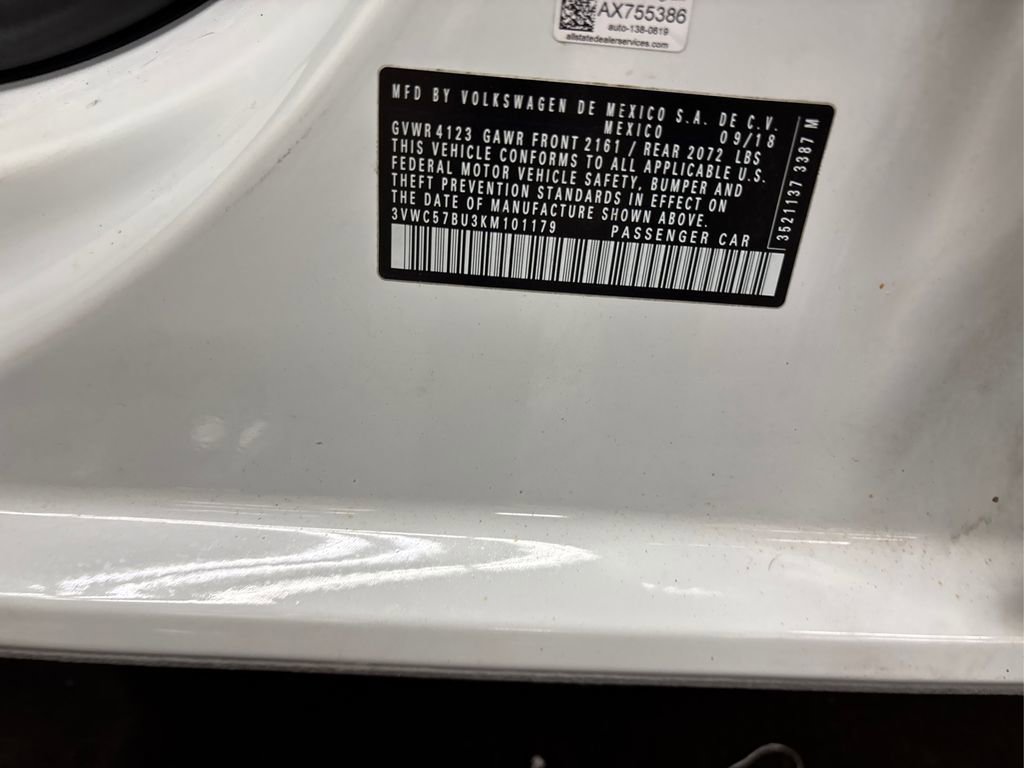 AX755386
auto-138-0819
allstatedealerservices.com
MFD BY VOLKSWAGEN DE MEXICO S.A. DE C.V.
MEXICO 09/18
GVWR 4123 GAWR FRONT 2161 / REAR 2072 LBS
THIS VEHICLE CONFORMS TO ALL APPLICABLE U.S.
FEDERAL MOTOR VEHICLE SAFETY, BUMPER AND
THEFT PREVENTION STANDARDS IN EFFECT ON
THE DATE OF MANUFACTURE SHOWN ABOVE.
3VWC57BU3KM101179 PASSENGER CAR
3521137 3387 M